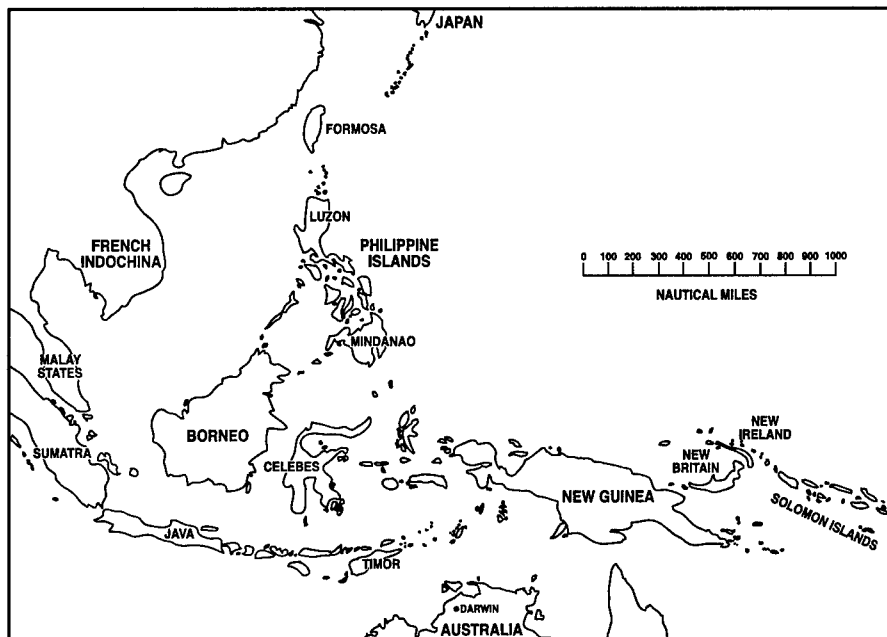 JAPAN
FORMOSA
LUZON
FRENCH
INDOCHINA
PHILIPPINE
ISLANDS
0 100 200 300 400 500 600 700 800 1000
NAUTICAL MILES
MINDANAO
MALAY
STATES
BORNEO
SUMATRA
CELEBES
NEW
IRELAND
NEW
BRITAIN
NEW GUINEA
SOLOMON ISLANDS
JAVA
TIMOR
DARWIN
AUSTRALIA